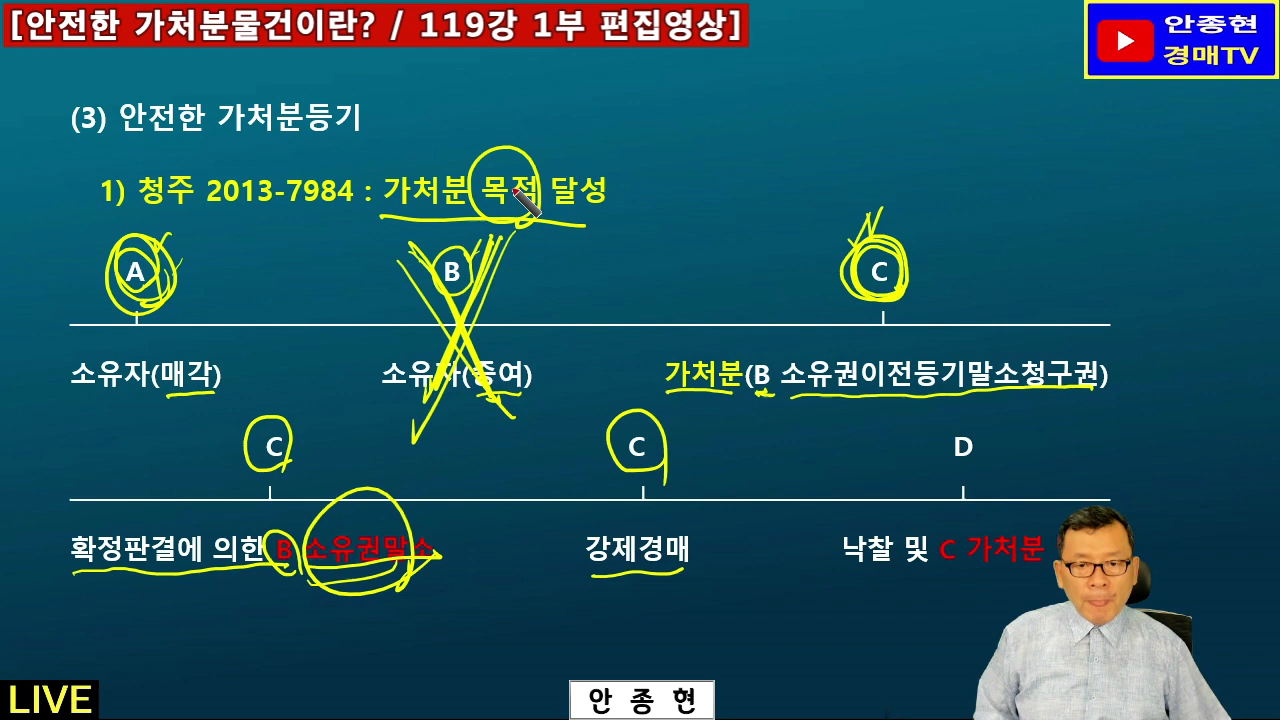 [안전한 가처분물건이란? / 119강 1부 편집영상]
안종현
경매TV
(3) 안전한 가처분등기
1) 청주 2013-7984 : 가처분 목적 달성
A B C
소유자(매각) 소유자(증여) 가처분(B 소유권이전등기말소청구권)
C C D
확정판결에 의한 B 소유권말소 강제경매 낙찰 및 C 가처분
LIVE
안 종 현